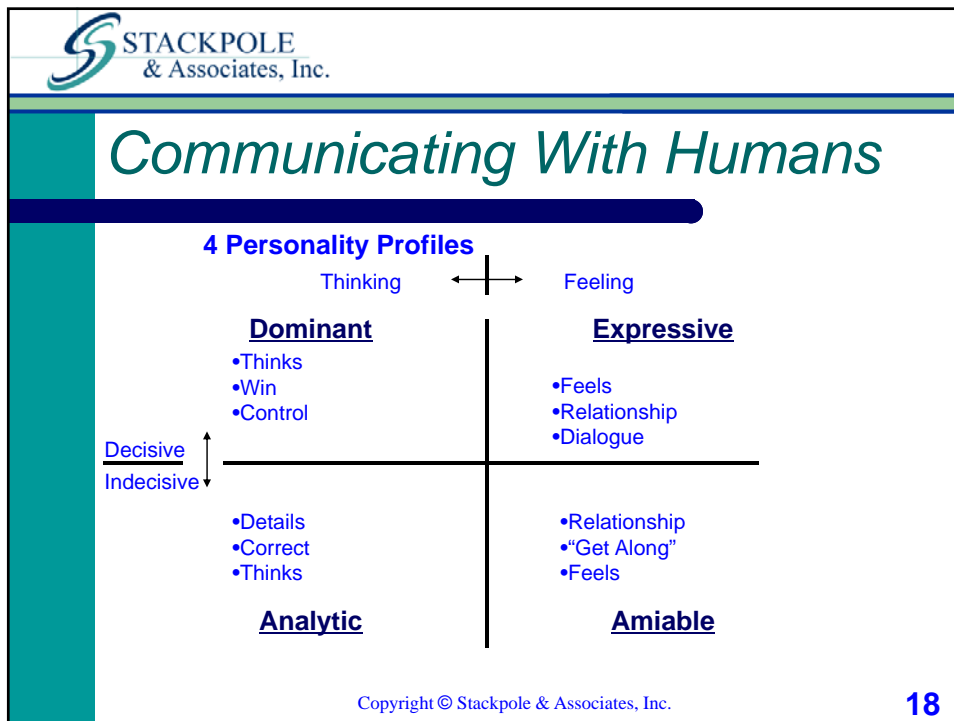 STACKPOLE
& Associates, Inc.
Communicating With Humans
4 Personality Profiles
Thinking Feeling
Dominant
•Thinks
•Win
•Control
Expressive
•Feels
•Relationship
•Dialogue
Decisive
Indecisive
•Details
•Correct
•Thinks
Analytic
•Relationship
•“Get Along”
•Feels
Amiable
Copyright © Stackpole & Associates, Inc.
18